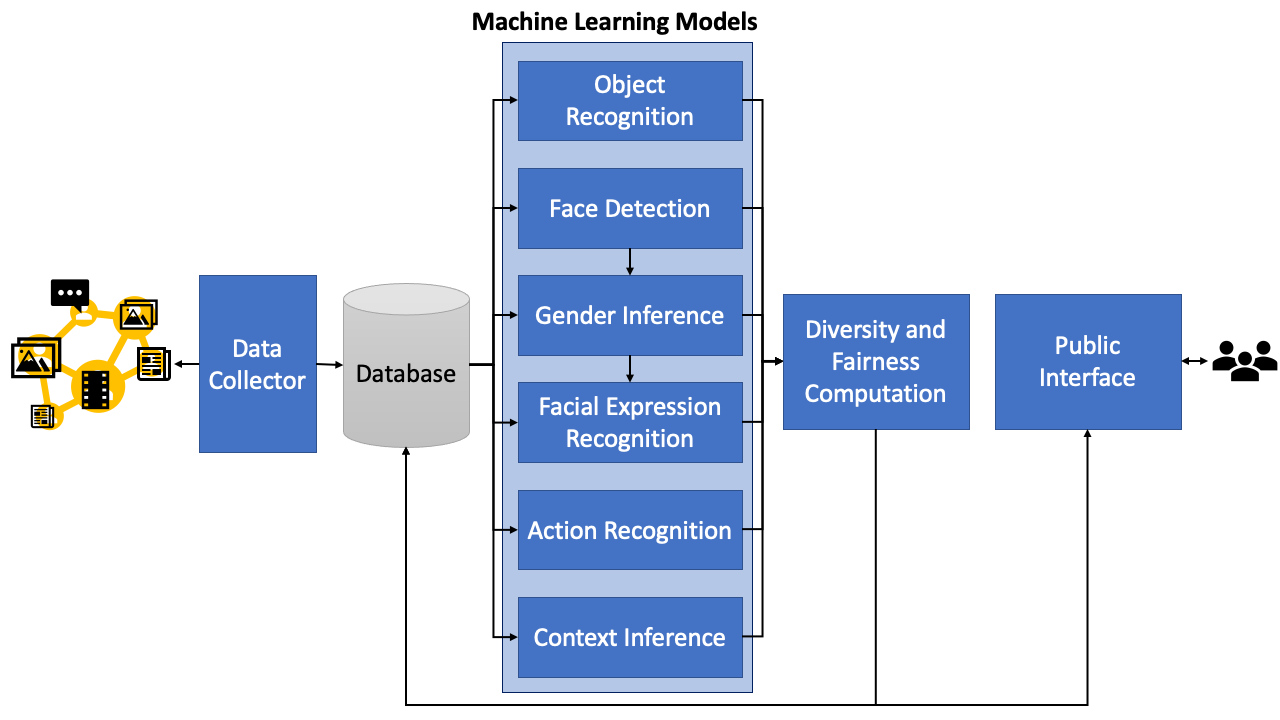 Machine Learning Models
Object
Recognition
Face Detection
Gender Inference
Facial Expression
Recognition
Action Recognition
Context Inference
Data
Collector
Database
Diversity and
Fairness
Computation
Public
Interface